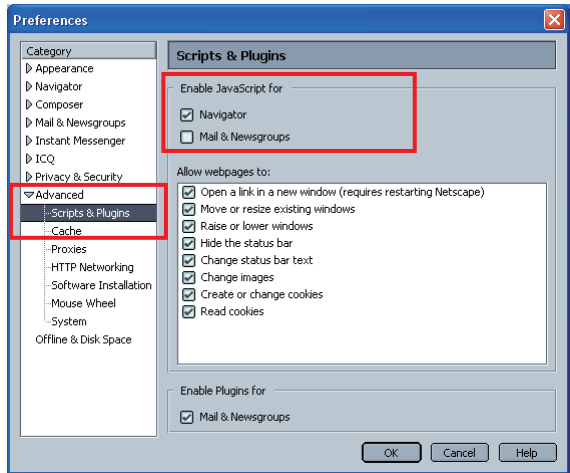 Preferences
Category
Appearance
Navigator
Composer
Mail & Newsgroups
Instant Messenger
ICQ
Privacy & Security
Advanced
Scripts & Plugins
Cache
Proxies
HTTP Networking
Software Installation
Mouse Wheel
System
Offline & Disk Space
Scripts & Plugins
Enable JavaScript for
Navigator
Mail & Newsgroups
Allow webpages to:
Open a link in a new window (requires restarting Netscape)
Move or resize existing windows
Raise or lower windows
Hide the status bar
Change status bar text
Change images
Create or change cookies
Read cookies
Enable Plugins for
Mail & Newsgroups
OK Cancel Help